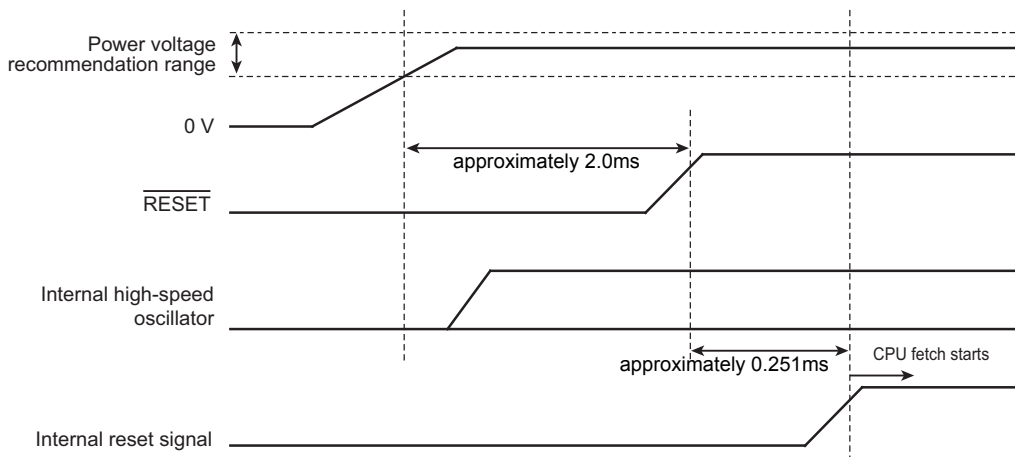 Power voltage
recommendation range
0 V
approximately 2.0ms
RESET
Internal high-speed
oscillator
approximately 0.251ms
CPU fetch starts
Internal reset signal